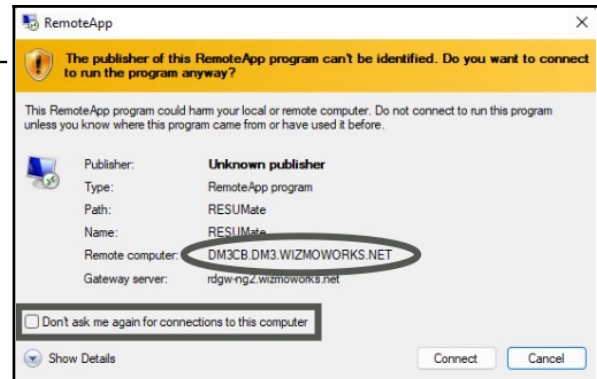 RemoteApp
The publisher of this RemoteApp program can't be identified. Do you want to connect
to run the program anyway?
This RemoteApp program could harm your local or remote computer. Do not connect to run this program
unless you know where this program came from or have used it before.
Publisher: Unknown publisher
Type: RemoteApp program
Path: RESUMate
Name: RESUMate
Remote computer: DM3CB.DM3.WIZMOWORKS.NET
Gateway server: rdgw-ng2.wizmoworks.net
Don't ask me again for connections to this computer
Show Details Connect Cancel